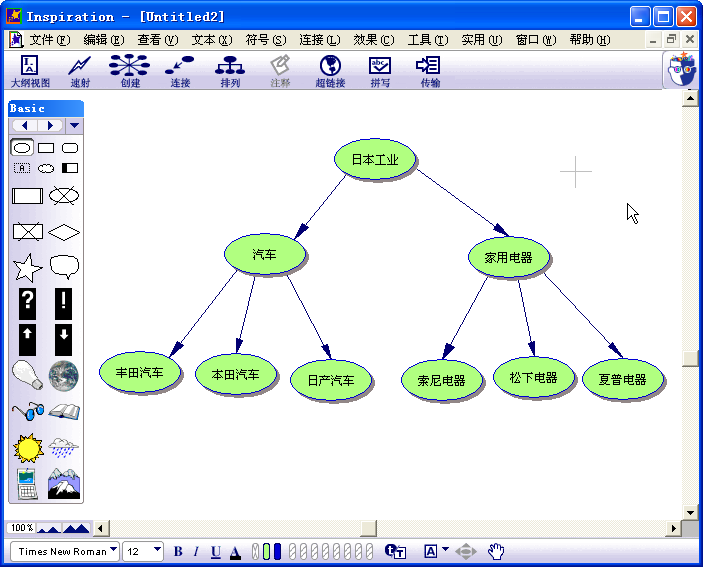 Inspiration - [Untitled2]
文件(F) 编辑(E) 查看(V) 文本(X) 符号(S) 连接(L) 效果(C) 工具(T) 实用(U) 窗口(W) 帮助(H)
大纲视图 速射 创建 连接 排列 注释 超链接 拼写 传输
Basic
A
? !
日本工业
汽车 家用电器
丰田汽车 本田汽车 日产汽车 索尼电器 松下电器 夏普电器
100%
Times New Roman 12 B I U A A